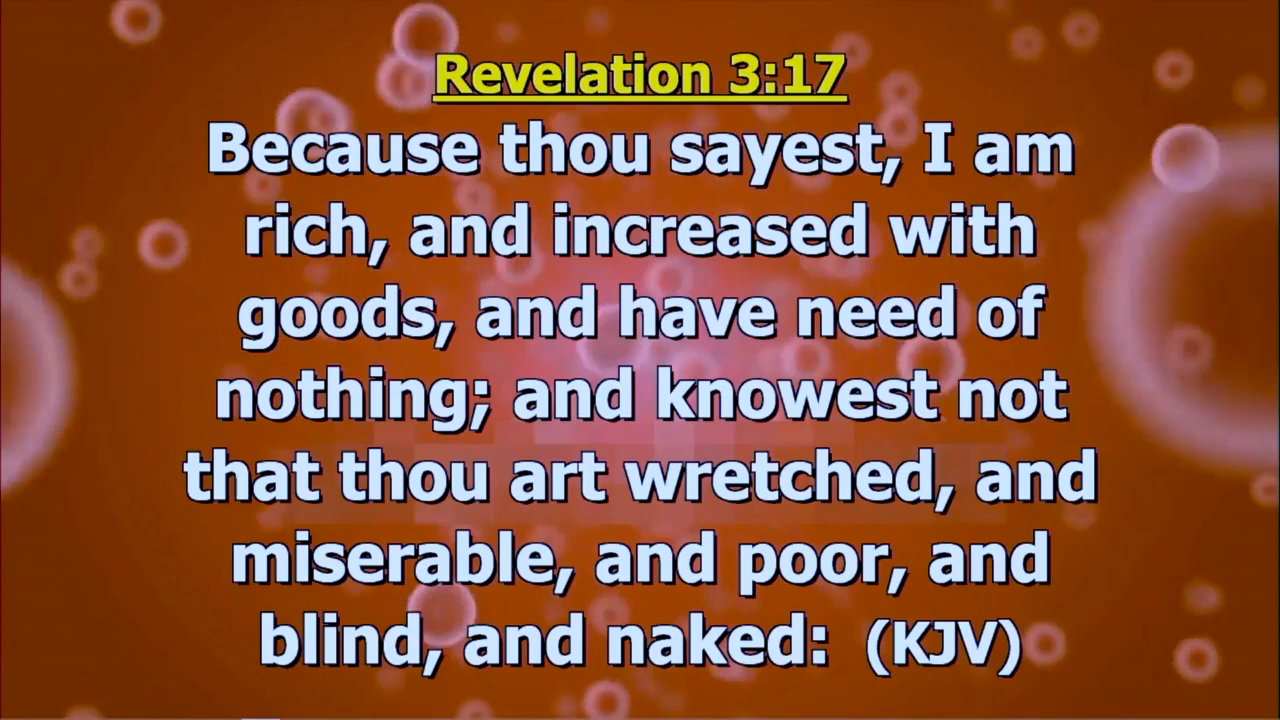 Revelation 3:17
Because thou sayest, I am
rich, and increased with
goods, and have need of
nothing; and knowest not
that thou art wretched, and
miserable, and poor, and
blind, and naked: (KJV)